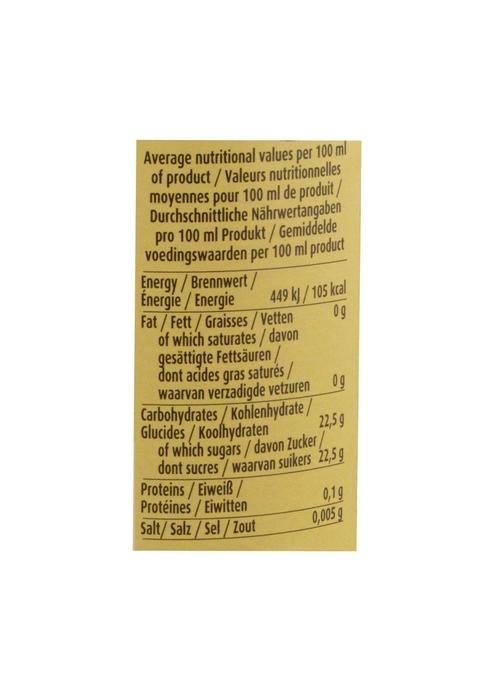 Average nutritional values per 100 ml
of product / Valeurs nutritionnelles
moyennes pour 100 ml de produit /
Durchschnittliche Nährwertangaben
pro 100 ml Produkt / Gemiddelde
voedingswaarden per 100 ml product
Energy / Brennwert /
Énergie / Energie 449 kj / 105 kcal
Fat / Fett / Graisses / Vetten 0 g
of which saturates / davon
gesättigte Fettsäuren /
dont acides gras saturés /
waarvan verzadigde vetzuren 0 g
Carbohydrates / Kohlenhydrate /
Glucides / Koolhydraten 22,5 g
of which sugars / davon Zucker /
dont sucres / waarvan suikers 22,5 g
Proteins / Eiweiß /
Protéines / Eiwitten 0,1 g
Salt/ Salz / Sel / Zout 0,005 g